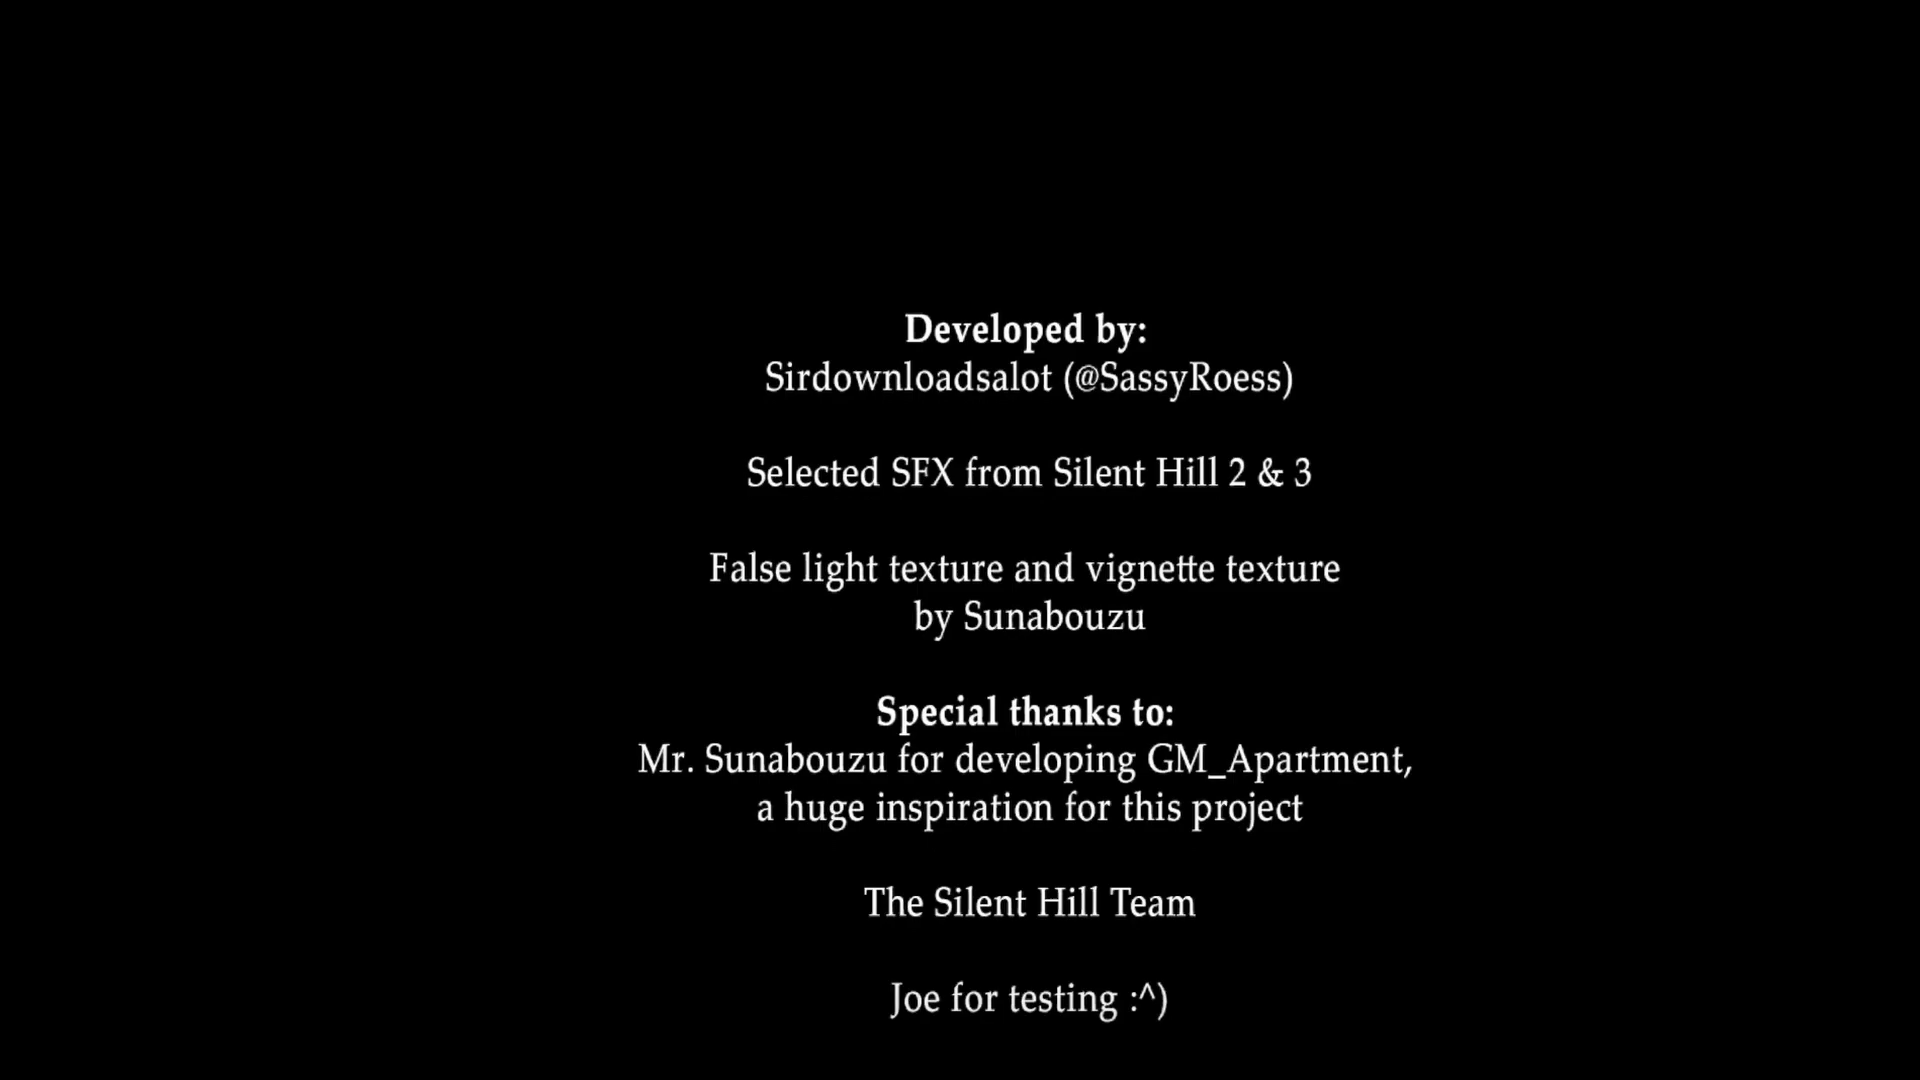 Developed by:
Sirdownloadsalot (@SassyRoess)
Selected SFX from Silent Hill 2 & 3
False light texture and vignette texture
by Sunabouzu
Special thanks to:
Mr. Sunabouzu for developing GM_Apartment,
a huge inspiration for this project
The Silent Hill Team
Joe for testing :^)